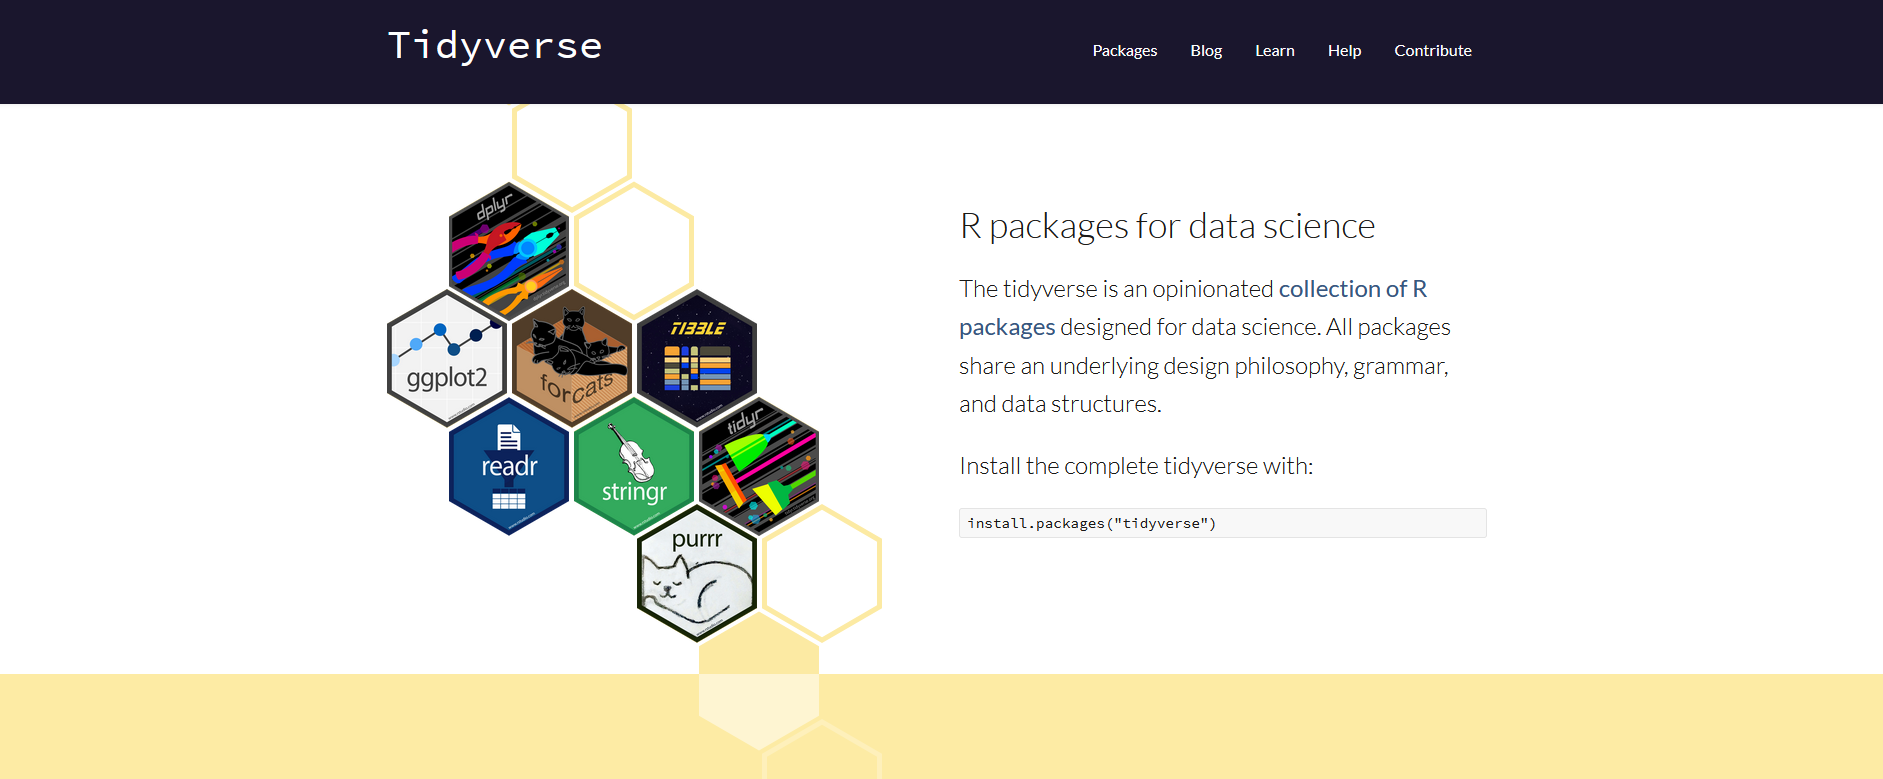 Tidyverse
Packages
Blog
Learn
Help
Contribute
dplyr
ggplot2
forcats
TIBBLE
readr
stringr
tidyr
purrr
R packages for data science
The tidyverse is an opinionated collection of R
packages designed for data science. All packages
share an underlying design philosophy, grammar,
and data structures.
Install the complete tidyverse with:
install.packages("tidyverse")